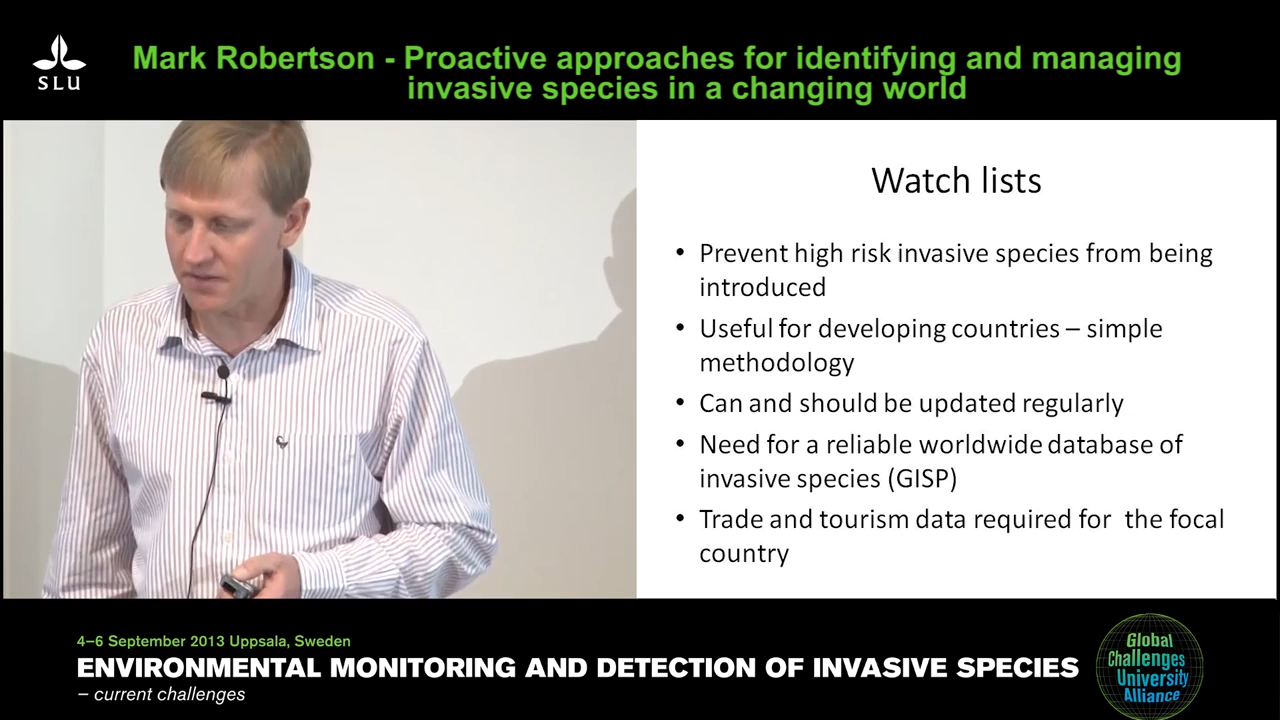 SLU
Mark Robertson - Proactive approaches for identifying and managing
invasive species in a changing world
Watch lists
• Prevent high risk invasive species from being
introduced
• Useful for developing countries – simple
methodology
• Can and should be updated regularly
• Need for a reliable worldwide database of
invasive species (GISP)
• Trade and tourism data required for the focal
country
4–6 September 2013 Uppsala, Sweden
ENVIRONMENTAL MONITORING AND DETECTION OF INVASIVE SPECIES
– current challenges
Global
Challenges
University
Alliance